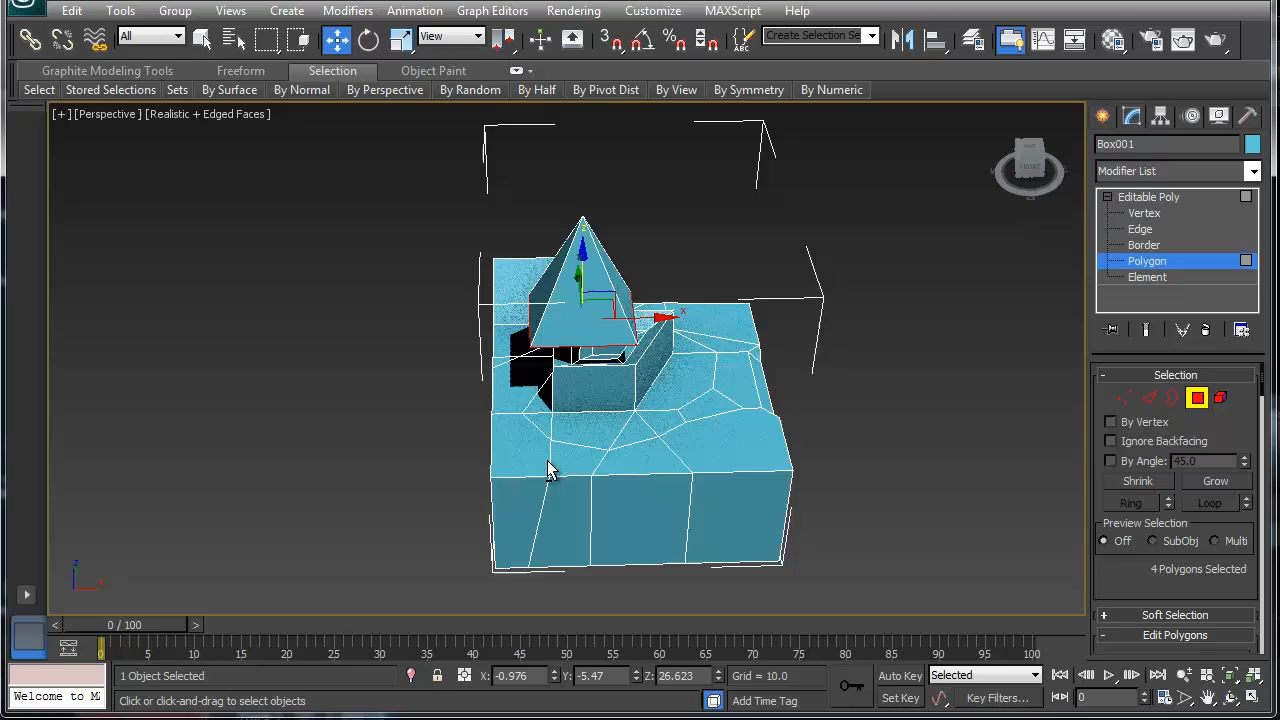 Edit Tools Group Views Create Modifiers Animation Graph Editors Rendering Customize MAXScript Help
All View 3 Create Selection Se
Graphite Modeling Tools Freeform Selection Object Paint
Select Stored Selections Sets By Surface By Normal By Perspective By Random By Half By Pivot Dist By View By Symmetry By Numeric
[+][Perspective][Realistic + Edged Faces]
TOP
FRONT
Box001
Modifier List
Editable Poly
Vertex
Edge
Border
Polygon
Element
z
x
Selection
By Vertex
Ignore Backfacing
By Angle: 45.0
Shrink Grow
Ring Loop
Preview Selection
Off SubObj Multi
4 Polygons Selected
+ Soft Selection
- Edit Polygons
z
x
< 0 / 100 >
0 5 10 15 20 25 30 35 40 45 50 55 60 65 70 75 80 85 90 95 100
1 Object Selected X: -0.976 Y: -5.47 Z: 26.623 Grid = 10.0 Auto Key Selected
Welcome to MA Click or click-and-drag to select objects Add Time Tag Set Key Key Filters... 0